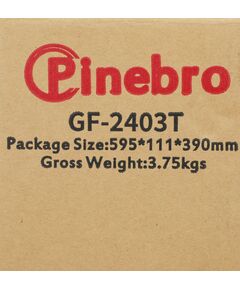 Pinebro
GF-2403T
Package Size:595*111*390mm
Gross Weight:3.75kgs